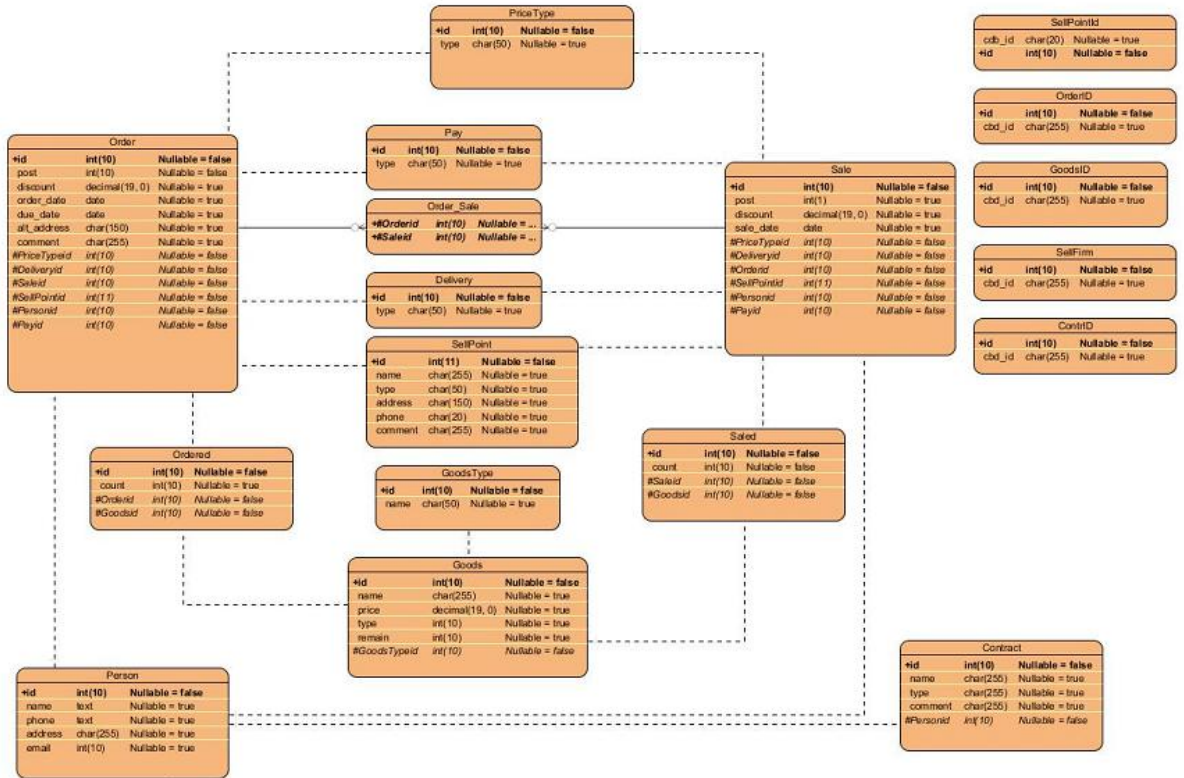 PriceType
+id int(10) Nullable = false
type char(50) Nullable = true
SellPointId
cdb_id char(20) Nullable = true
+id int(10) Nullable = false
OrderID
+id int(10) Nullable = false
cbd_id char(255) Nullable = true
GoodsID
+id int(10) Nullable = false
cbd_id char(255) Nullable = true
SellFirm
+id int(10) Nullable = false
cbd_id char(255) Nullable = true
ContrID
+id int(10) Nullable = false
cbd_id char(255) Nullable = true
Order
+id int(10) Nullable = false
post int(10) Nullable = false
discount decimal(19, 0) Nullable = true
order_date date Nullable = true
due_date date Nullable = true
alt_address char(150) Nullable = true
comment char(255) Nullable = true
#PriceTypeid int(10) Nullable = false
#Deliveryid int(10) Nullable = false
#Saleid int(10) Nullable = false
#SellPointid int(11) Nullable = false
#Personid int(10) Nullable = false
#Payid int(10) Nullable = false
Pay
+id int(10) Nullable = false
type char(50) Nullable = true
Order_Sale
+#Orderid int(10) Nullable = ...
+#Saleid int(10) Nullable = ...
Delivery
+id int(10) Nullable = false
type char(50) Nullable = true
SellPoint
+id int(11) Nullable = false
name char(255) Nullable = true
type char(50) Nullable = true
address char(150) Nullable = true
phone char(20) Nullable = true
comment char(255) Nullable = true
Sale
+id int(10) Nullable = false
post int(1) Nullable = true
discount decimal(19, 0) Nullable = true
sale_date date Nullable = true
#PriceTypeid int(10) Nullable = false
#Deliveryid int(10) Nullable = false
#Orderid int(10) Nullable = false
#SellPointid int(11) Nullable = false
#Personid int(10) Nullable = false
#Payid int(10) Nullable = false
Ordered
+id int(10) Nullable = false
count int(10) Nullable = true
#Orderid int(10) Nullable = false
#Goodsid int(10) Nullable = false
GoodsType
+id int(10) Nullable = false
name char(50) Nullable = true
Saled
+id int(10) Nullable = false
count int(10) Nullable = false
#Saleid int(10) Nullable = false
#Goodsid int(10) Nullable = false
Goods
+id int(10) Nullable = false
name char(255) Nullable = true
price decimal(19, 0) Nullable = true
type int(10) Nullable = true
remain int(10) Nullable = true
#GoodsTypeid int(10) Nullable = false
Person
+id int(10) Nullable = false
name text Nullable = true
phone text Nullable = true
address char(255) Nullable = true
email int(10) Nullable = true
Contract
+id int(10) Nullable = false
name char(255) Nullable = true
type char(255) Nullable = true
comment char(255) Nullable = true
#Personid int(10) Nullable = false